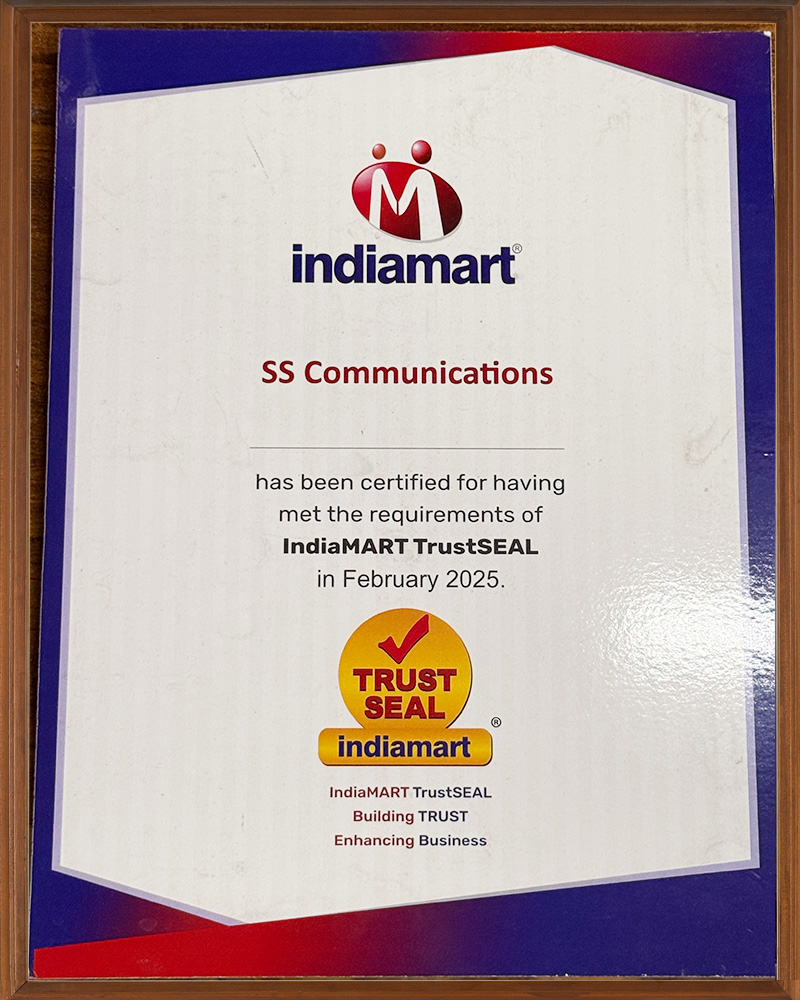 indiamart®
SS Communications
has been certified for having
met the requirements of
IndiaMART TrustSEAL
in February 2025.
TRUST
SEAL
indiamart
®
IndiaMART TrustSEAL
Building TRUST
Enhancing Business